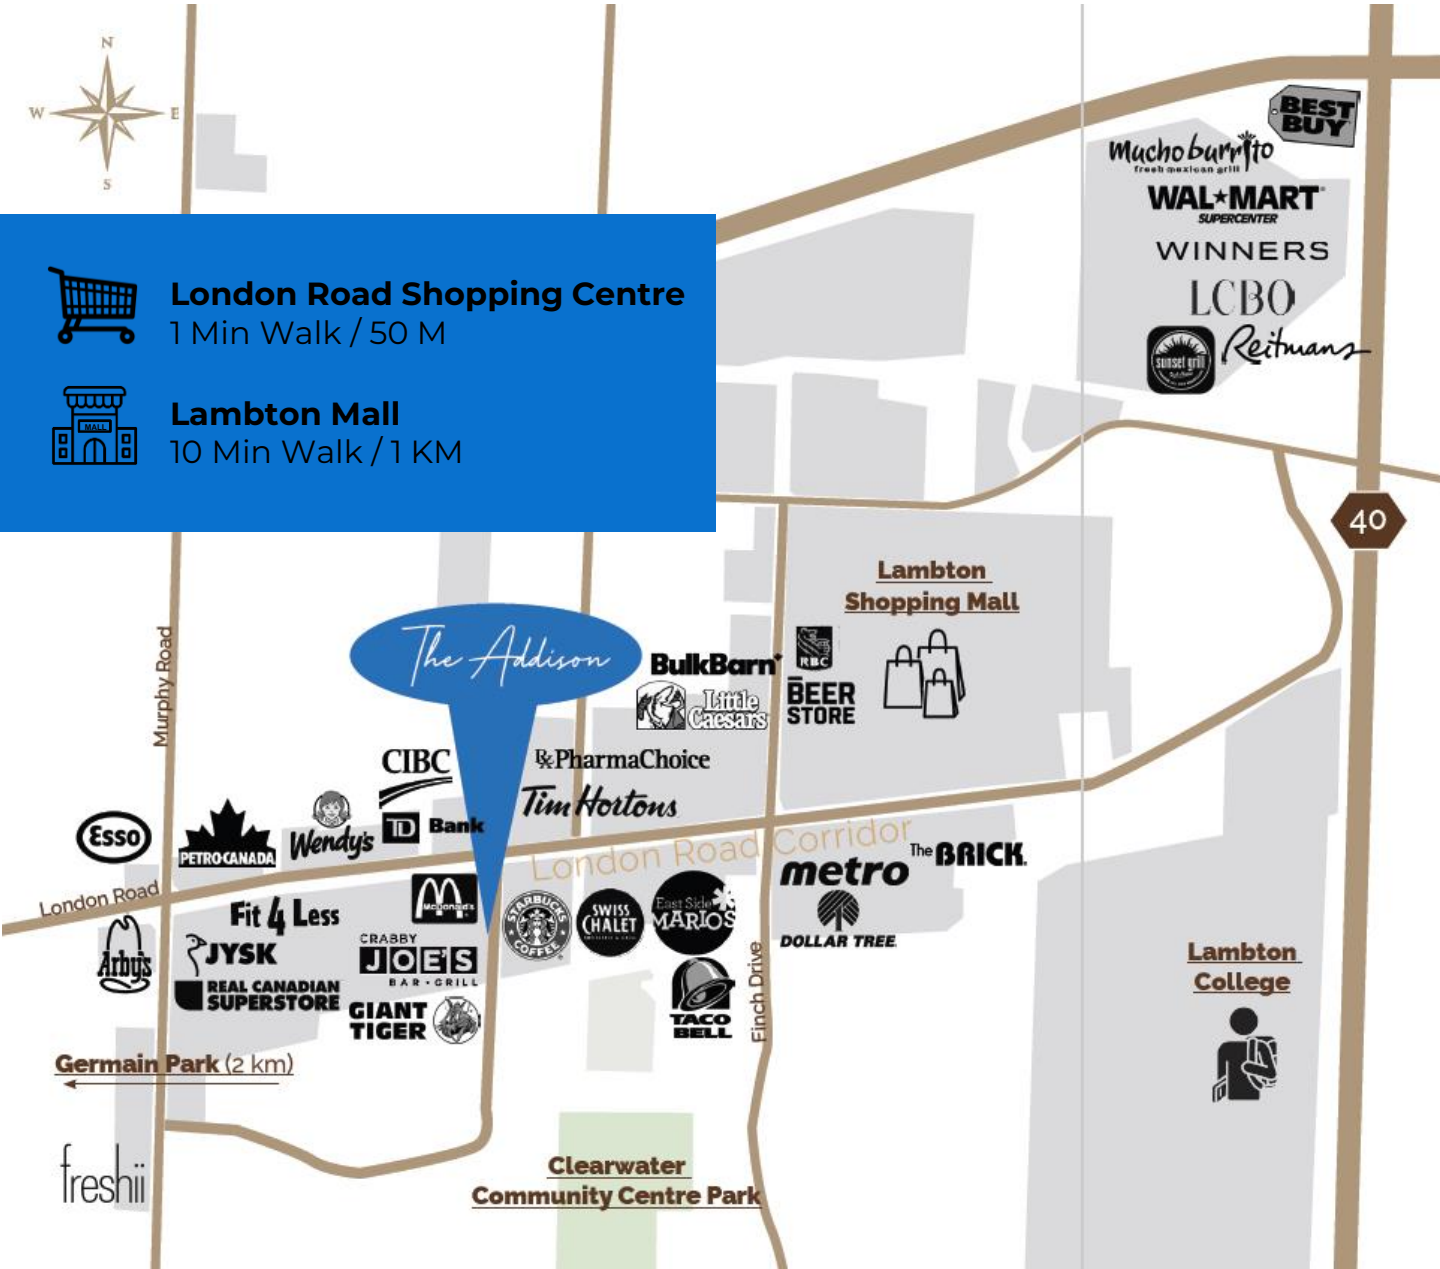 N
W E
S
BEST
BUY
Mucho burrito
fresh mexican grill
WAL★MART
SUPERCENTER
WINNERS
LCBO
sunset grill
Reitmans
London Road Shopping Centre
1 Min Walk / 50 M
MALL
Lambton Mall
10 Min Walk / 1 KM
40
Lambton
Shopping Mall
Murphy Road
The Addison
BulkBarn
RBC
Little
Caesars
BEER
STORE
CIBC
PharmaChoice
Tim Hortons
Esso
PETRO-CANADA
Wendy's
TD Bank
London Road Corridor
metro
The BRICK.
London Road
Fit 4 Less
McDonald's
STARBUCKS
COFFEE
SWISS
CHALET
East Side
MARIO'S
DOLLAR TREE
Arby's
JYSK
CRABBY
JOE'S
BAR • GRILL
REAL CANADIAN
SUPERSTORE
GIANT
TIGER
TACO
BELL
Finch Drive
Lambton
College
Germain Park (2 km)
freshii
Clearwater
Community Centre Park